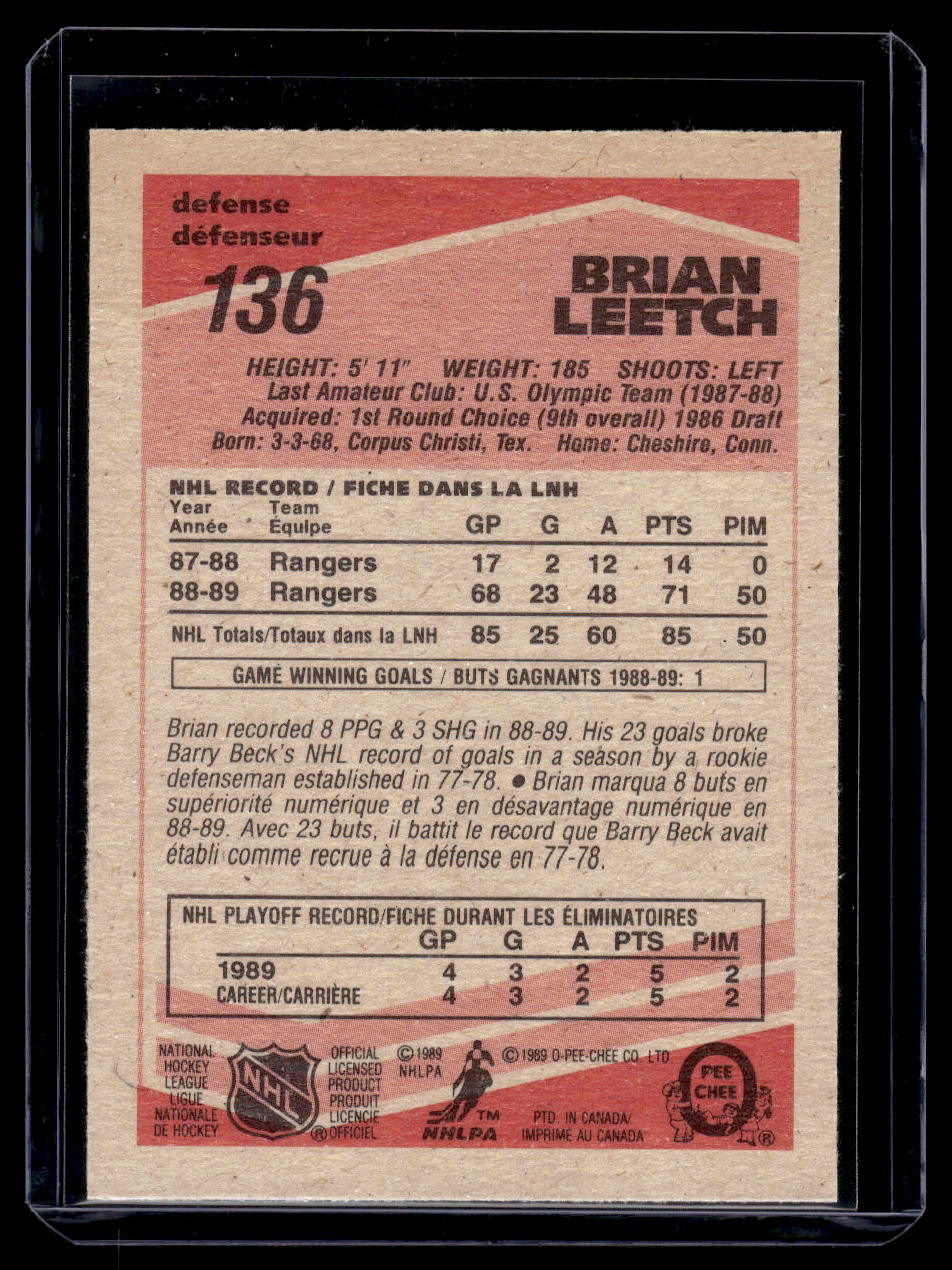 defense
défenseur
136
BRIAN
LEETCH
HEIGHT: 5' 11" WEIGHT: 185 SHOOTS: LEFT
Last Amateur Club: U.S. Olympic Team (1987-88)
Acquired: 1st Round Choice (9th overall) 1986 Draft
Born: 3-3-68, Corpus Christi, Tex. Home: Cheshire, Conn.
NHL RECORD / FICHE DANS LA LNH
Year Team
Année Équipe GP G A PTS PIM
87-88 Rangers 17 2 12 14 0
88-89 Rangers 68 23 48 71 50
NHL Totals/Totaux dans la LNH 85 25 60 85 50
GAME WINNING GOALS / BUTS GAGNANTS 1988-89: 1
Brian recorded 8 PPG & 3 SHG in 88-89. His 23 goals broke
Barry Beck's NHL record of goals in a season by a rookie
defenseman established in 77-78. ● Brian marqua 8 buts en
supériorité numérique et 3 en désavantage numérique en
88-89. Avec 23 buts, il battit le record que Barry Beck avait
établi comme recrue à la défense en 77-78.
NHL PLAYOFF RECORD/FICHE DURANT LES ÉLIMINATOIRES
GP G A PTS PIM
1989 4 3 2 5 2
CAREER/CARRIÈRE 4 3 2 5 2
NATIONAL
HOCKEY
LEAGUE
LIGUE
NATIONALE
DE HOCKEY
NHL
OFFICIAL
LICENSED
PRODUCT
PRODUIT
LICENCIE
® OFFICIEL
© 1989
NHLPA
TM
NHLPA
© 1989 O-PEE-CHEE CO. LTD.
PTD. IN CANADA/
IMPRIME AU CANADA
O
PEE
CHEE
®